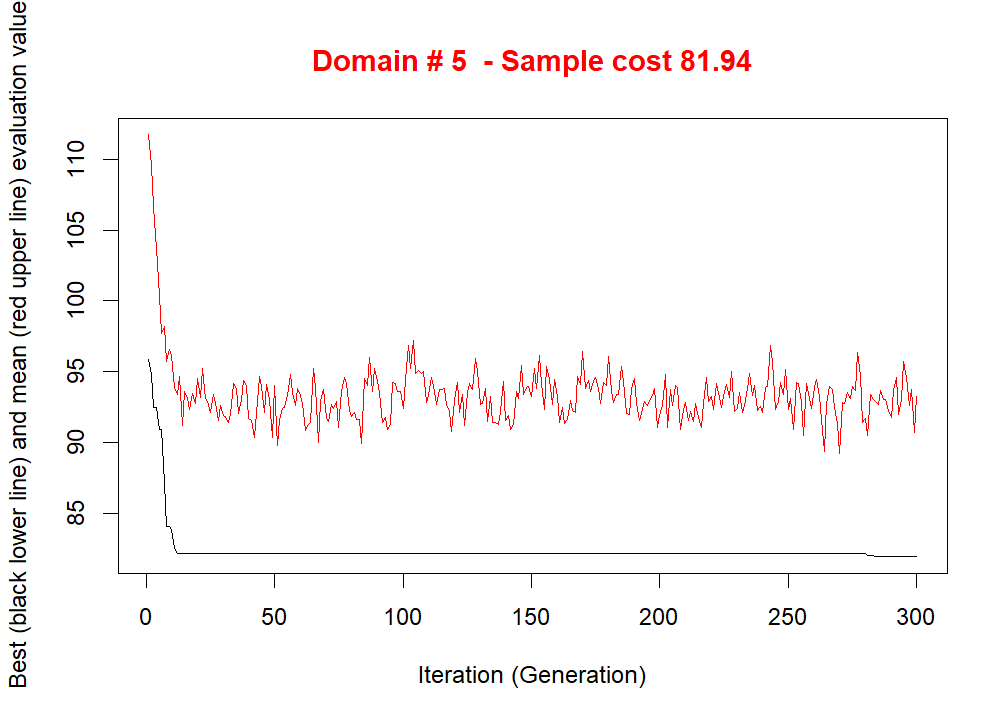 Domain # 5  - Sample cost 81.94
Best (black lower line) and mean (red upper line) evaluation value
110
105
100
95
90
85
0 50 100 150 200 250 300
Iteration (Generation)